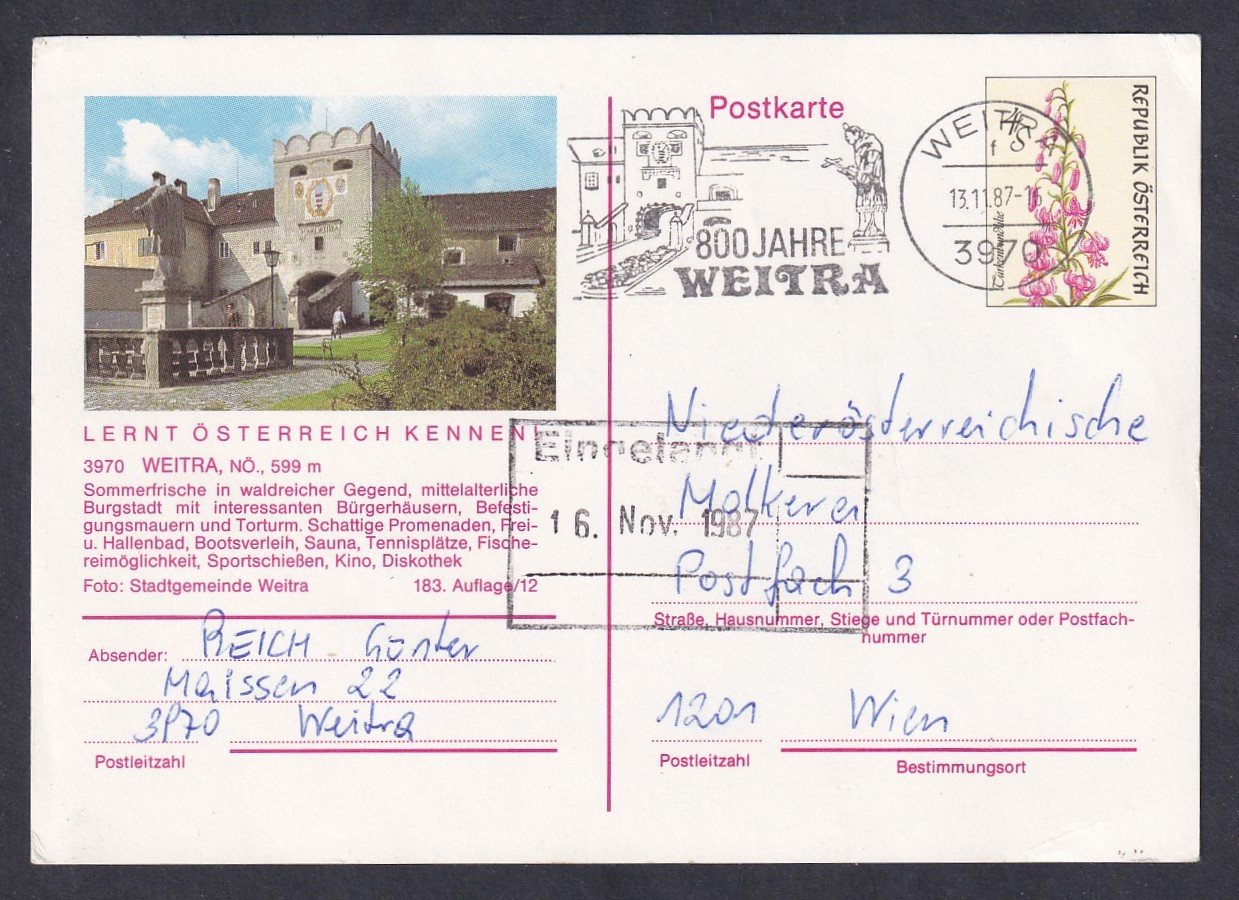 Postkarte
800 JAHRE
WEITRA
WEITRA
f
13.11.87-16
3970
4 S
REPUBLIK ÖSTERREICH
Türkenbundlilie
LERNT ÖSTERREICH KENNEN!
3970 WEITRA, NÖ., 599 m
Sommerfrische in waldreicher Gegend, mittelalterliche
Burgstadt mit interessanten Bürgerhäusern, Befesti-
gungsmauern und Torturm. Schattige Promenaden, Frei-
u. Hallenbad, Bootsverleih, Sauna, Tennisplätze, Fische-
reimöglichkeit, Sportschießen, Kino, Diskothek
Foto: Stadtgemeinde Weitra 183. Auflage/12
Absender: REICH Günter
Maissen 22
3970 Weitra
Postleitzahl
Eingelangt
16. Nov. 1987
Niederösterreichische
Molkerei
Postfach 3
Straße, Hausnummer, Stiege und Türnummer oder Postfach-
nummer
1201 Wien
Postleitzahl Bestimmungsort